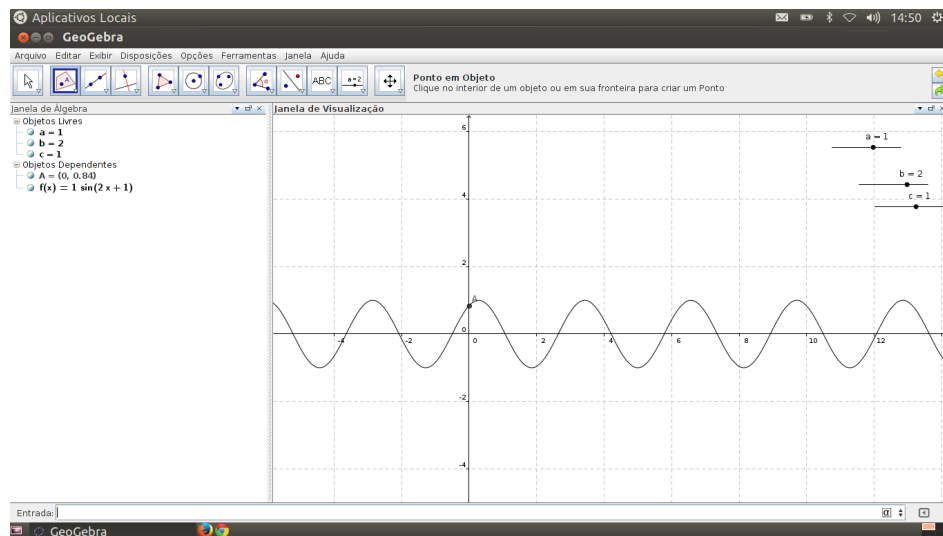 Aplicativos Locais 14:50
GeoGebra
Arquivo Editar Exibir Disposições Opções Ferramentas Janela Ajuda
A ABC a=2 Ponto em Objeto
Clique no interior de um objeto ou em sua fronteira para criar um Ponto
Janela de Álgebra Janela de Visualização
Objetos Livres
a = 1
b = 2
c = 1
Objetos Dependentes
A = (0, 0.84)
f(x) = 1 sin(2 x + 1)
a = 1
b = 2
c = 1
6
4
2
A
0
-4 -2 0 2 4 6 8 10 12
-2
-4
Entrada: α
GeoGebra